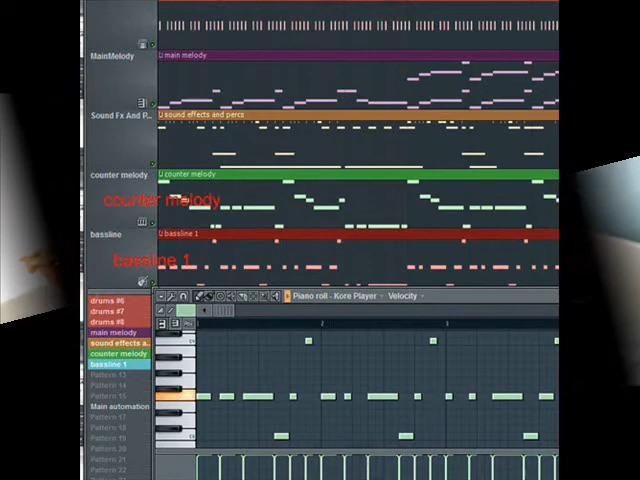 MainMelody
main melody
Sound Fx And P...
sound effects and percs
counter melody
counter melody
counter melody
bassline
bassline 1
bassline 1
Piano roll - Kore Player
Velocity
1
2
3
drums #6
drums #7
drums #8
main melody
sound effects a..
counter melody
bassline 1
Pattern 13
Pattern 14
Pattern 15
Main automation
Pattern 17
Pattern 18
Pattern 19
Pattern 20
Pattern 21
Pattern 22